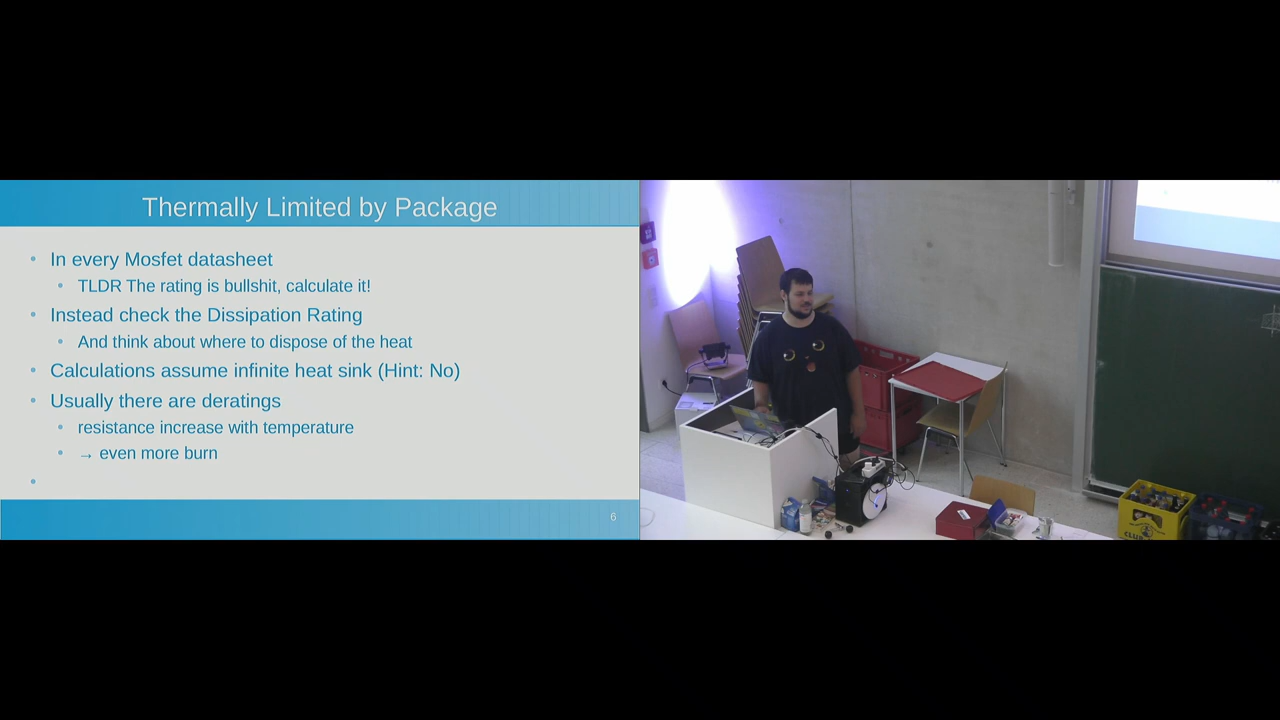 Thermally Limited by Package
• In every Mosfet datasheet
• TLDR The rating is bullshit, calculate it!
• Instead check the Dissipation Rating
• And think about where to dispose of the heat
• Calculations assume infinite heat sink (Hint: No)
• Usually there are deratings
• resistance increase with temperature
• → even more burn
•
6
CLUB